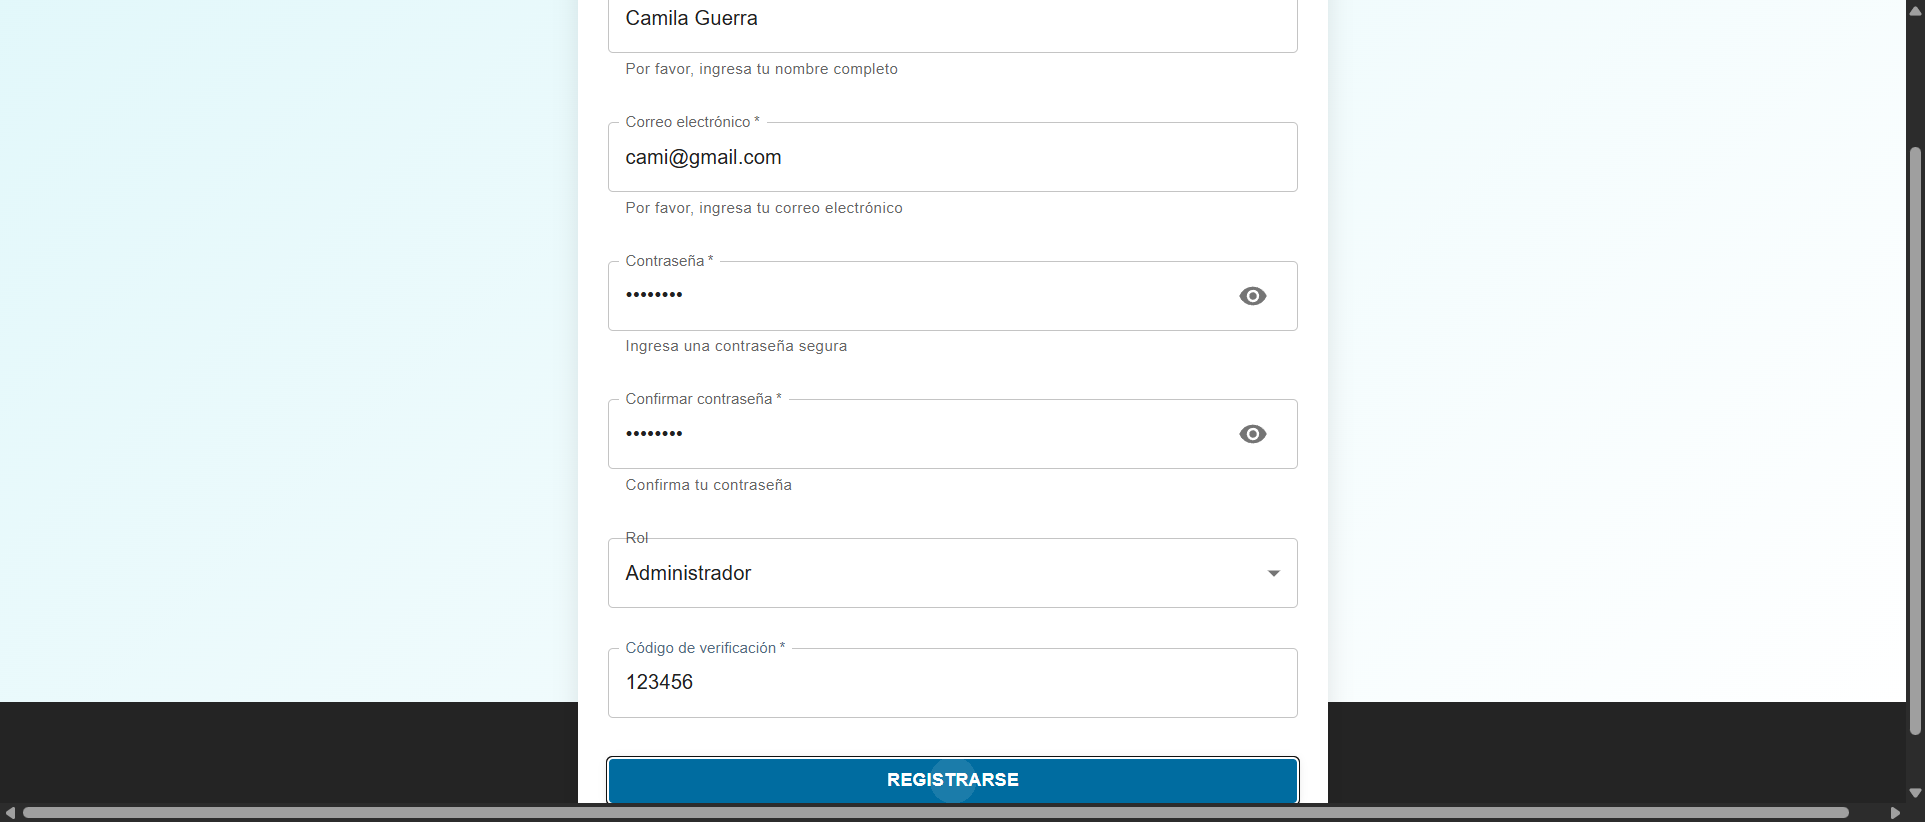 Camila Guerra
Por favor, ingresa tu nombre completo
Correo electrónico *
cami@gmail.com
Por favor, ingresa tu correo electrónico
Contraseña *
••••••••
Ingresa una contraseña segura
Confirmar contraseña *
••••••••
Confirma tu contraseña
Rol
Administrador
Código de verificación *
123456
REGISTRARSE